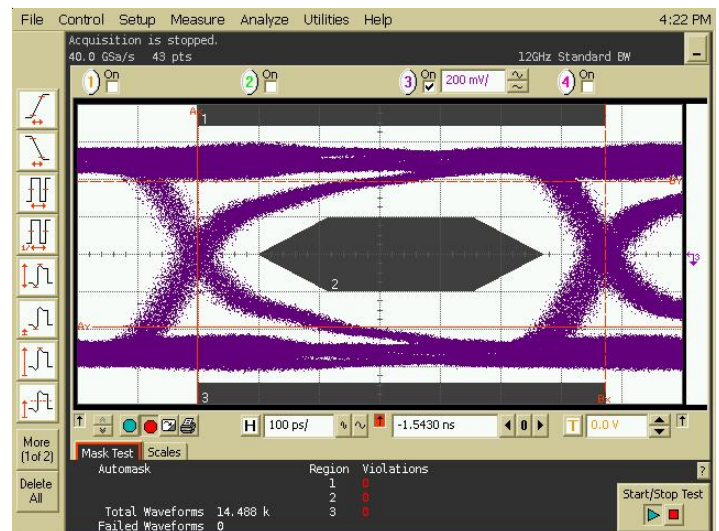 File Control Setup Measure Analyze Utilities Help 4:22 PM
Acquisition is stopped.
40.0 GSa/s 43 pts 12GHz Standard BW
1 On 2 On 3 On 200 mV/ 4 On
Ax
1
By
2
3
Ay
3
Bx
H 100 ps/ -1.5430 ns 0 T 0.0 V
More
(1of 2)
Delete
All
Mask Test Scales
Automask Region Violations
1 0
2 0
Total Waveforms 14.488 k 3 0
Failed Waveforms 0
?
Start/Stop Test